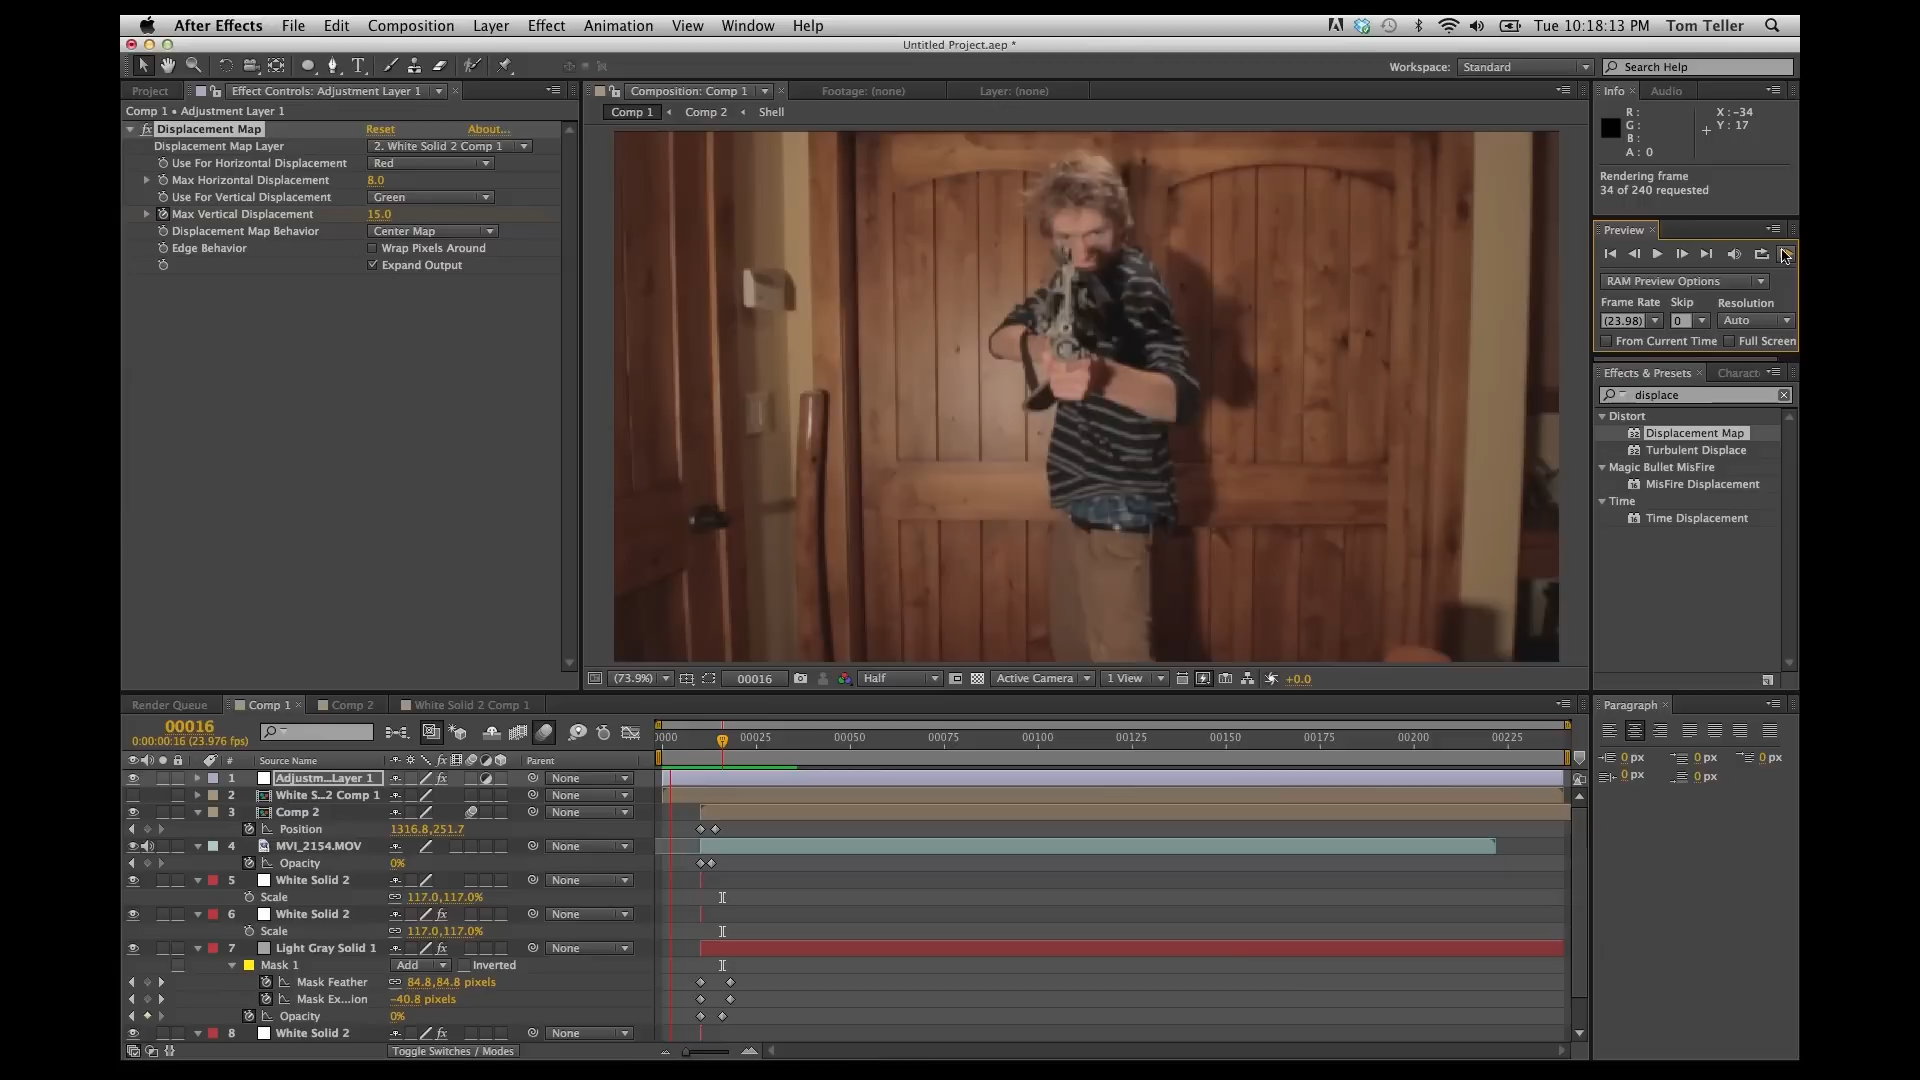 After Effects File Edit Composition Layer Effect Animation View Window Help Tue 10:18:13 PM Tom Teller
Untitled Project.aep *
Workspace: Standard Search Help
Project Effect Controls: Adjustment Layer 1
Comp 1 • Adjustment Layer 1
fx Displacement Map Reset About...
Displacement Map Layer 2. White Solid 2 Comp 1
Use For Horizontal Displacement Red
Max Horizontal Displacement 8.0
Use For Vertical Displacement Green
Max Vertical Displacement 15.0
Displacement Map Behavior Center Map
Edge Behavior Wrap Pixels Around
Expand Output
Composition: Comp 1 Footage: (none) Layer: (none)
Comp 1 Comp 2 Shell
(73.9%) 00016 Half Active Camera 1 View +0.0
Info Audio
R: X: -34
G: Y: 17
B:
A: 0
Rendering frame
34 of 240 requested
Preview
RAM Preview Options
Frame Rate Skip Resolution
(23.98) 0 Auto
From Current Time Full Screen
Effects & Presets Charact
displace
Distort
Displacement Map
Turbulent Displace
Magic Bullet MisFire
MisFire Displacement
Time
Time Displacement
Render Queue Comp 1 Comp 2 White Solid 2 Comp 1
00016
0:00:00:16 (23.976 fps)
0000 00025 00050 00075 00100 00125 00150 00175 00200 00225
# Source Name fx Parent
1 Adjustm...Layer 1 fx None
2 White S...2 Comp 1 None
3 Comp 2 None
Position 1316.8,251.7
4 MVI_2154.MOV None
Opacity 0%
5 White Solid 2 None
Scale 117.0,117.0%
6 White Solid 2 fx None
Scale 117.0,117.0%
7 Light Gray Solid 1 fx None
Mask 1 Add Inverted
Mask Feather 84.8,84.8 pixels
Mask Ex...ion -40.8 pixels
Opacity 0%
8 White Solid 2 fx None
Toggle Switches / Modes
Paragraph
0 px 0 px 0 px
0 px 0 px